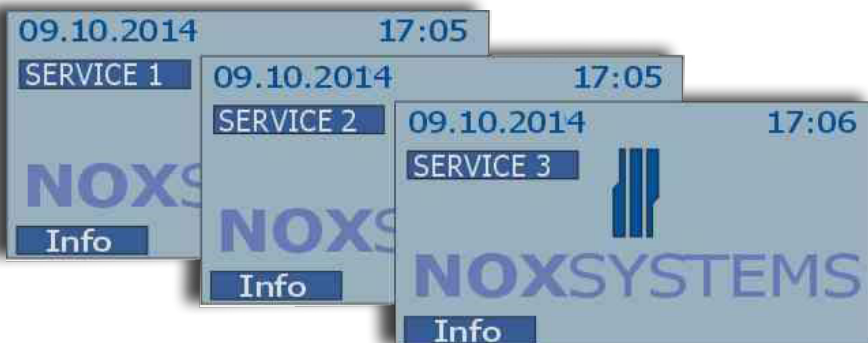 09.10.2014 17:05
SERVICE 1
NOXS
Info
09.10.2014 17:05
SERVICE 2
NOXS
Info
09.10.2014 17:06
SERVICE 3
NOXSYSTEMS
Info